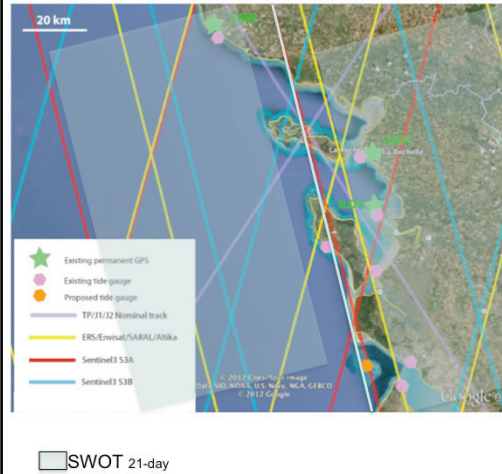 20 km
La Rochelle
Existing permanent GPS
Existing tide gauge
Proposed tide gauge
TP/J1/J2 Nominal track
ERS/Envisat/SARAL/Altika
Sentinel3 S3A
Sentinel3 S3B
© 2012 Cnes/Spot Image
Data SIO, NOAA, U.S. Navy, NGA, GEBCO
© 2012 Google
Google
SWOT 21-day